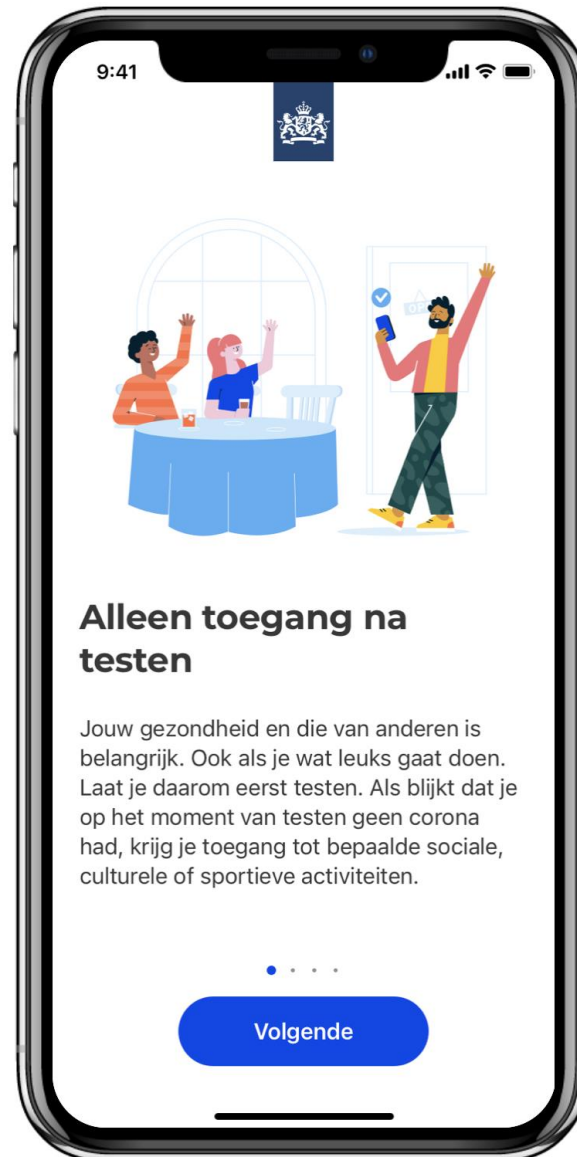 9:41
Alleen toegang na
testen
Jouw gezondheid en die van anderen is
belangrijk. Ook als je wat leuks gaat doen.
Laat je daarom eerst testen. Als blijkt dat je
op het moment van testen geen corona
had, krijg je toegang tot bepaalde sociale,
culturele of sportieve activiteiten.
Volgende